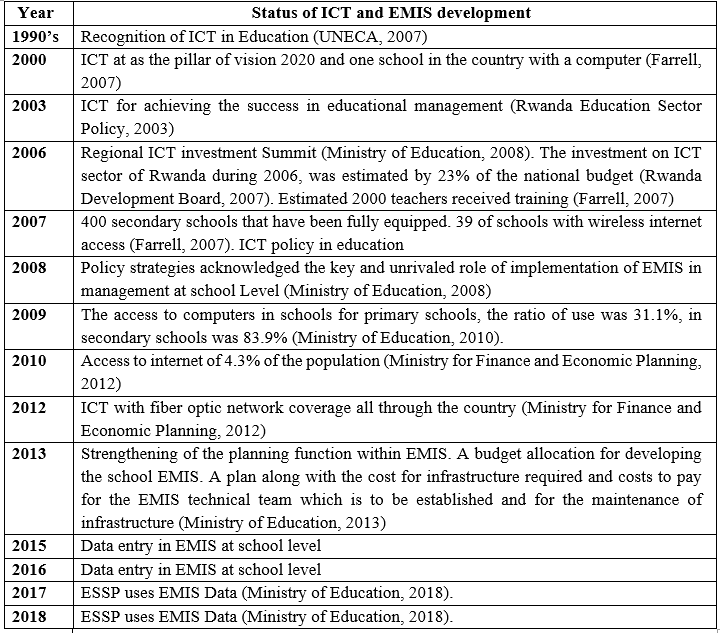 Year Status of ICT and EMIS development
1990's Recognition of ICT in Education (UNECA, 2007)
2000 ICT at as the pillar of vision 2020 and one school in the country with a computer (Farrell,
2007)
2003 ICT for achieving the success in educational management (Rwanda Education Sector
Policy, 2003)
2006 Regional ICT investment Summit (Ministry of Education, 2008). The investment on ICT
sector of Rwanda during 2006, was estimated by 23% of the national budget (Rwanda
Development Board, 2007). Estimated 2000 teachers received training (Farrell, 2007)
2007 400 secondary schools that have been fully equipped. 39 of schools with wireless internet
access (Farrell, 2007). ICT policy in education
2008 Policy strategies acknowledged the key and unrivaled role of implementation of EMIS in
management at school Level (Ministry of Education, 2008)
2009 The access to computers in schools for primary schools, the ratio of use was 31.1%, in
secondary schools was 83.9% (Ministry of Education, 2010).
2010 Access to internet of 4.3% of the population (Ministry for Finance and Economic Planning,
2012)
2012 ICT with fiber optic network coverage all through the country (Ministry for Finance and
Economic Planning, 2012)
2013 Strengthening of the planning function within EMIS. A budget allocation for developing
the school EMIS. A plan along with the cost for infrastructure required and costs to pay
for the EMIS technical team which is to be established and for the maintenance of
infrastructure (Ministry of Education, 2013)
2015 Data entry in EMIS at school level
2016 Data entry in EMIS at school level
2017 ESSP uses EMIS Data (Ministry of Education, 2018).
2018 ESSP uses EMIS Data (Ministry of Education, 2018).